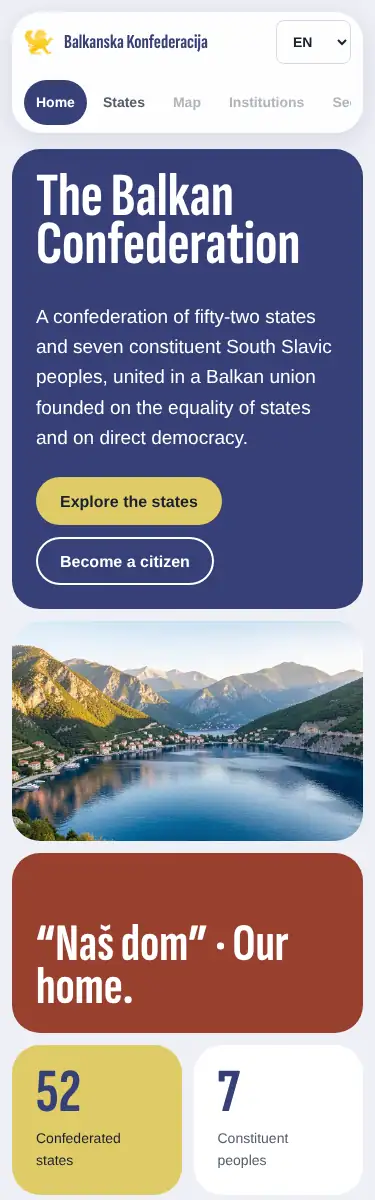 Balkanska Konfederacija
EN
Home States Map Institutions
The Balkan
Confederation
A confederation of fifty-two states
and seven constituent South Slavic
peoples, united in a Balkan union
founded on the equality of states
and on direct democracy.
Explore the states
Become a citizen
“Naš dom” · Our
home.
52
Confederated
states
7
Constituent
peoples